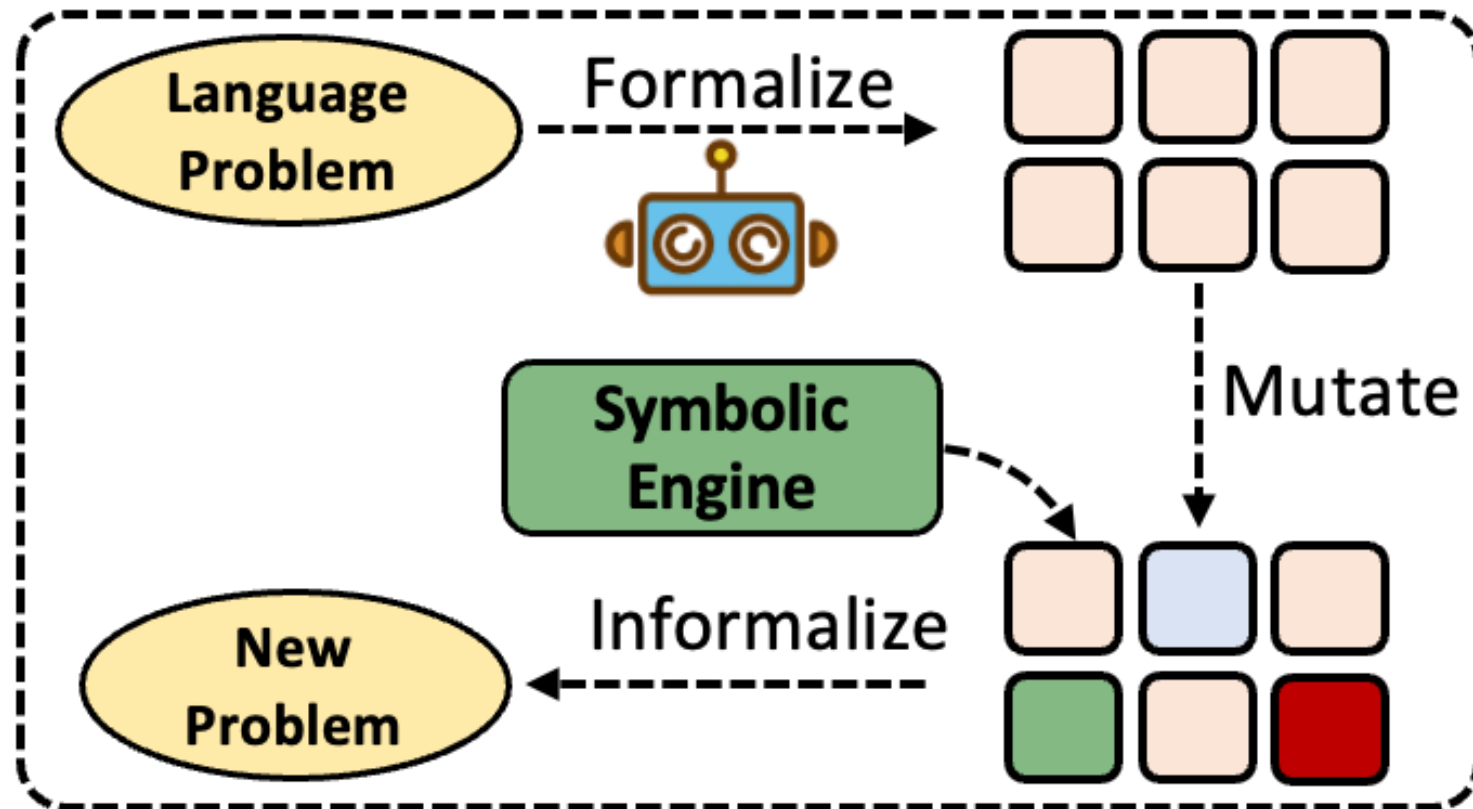 Language
Problem
Formalize
Symbolic
Engine
Mutate
Informalize
New
Problem